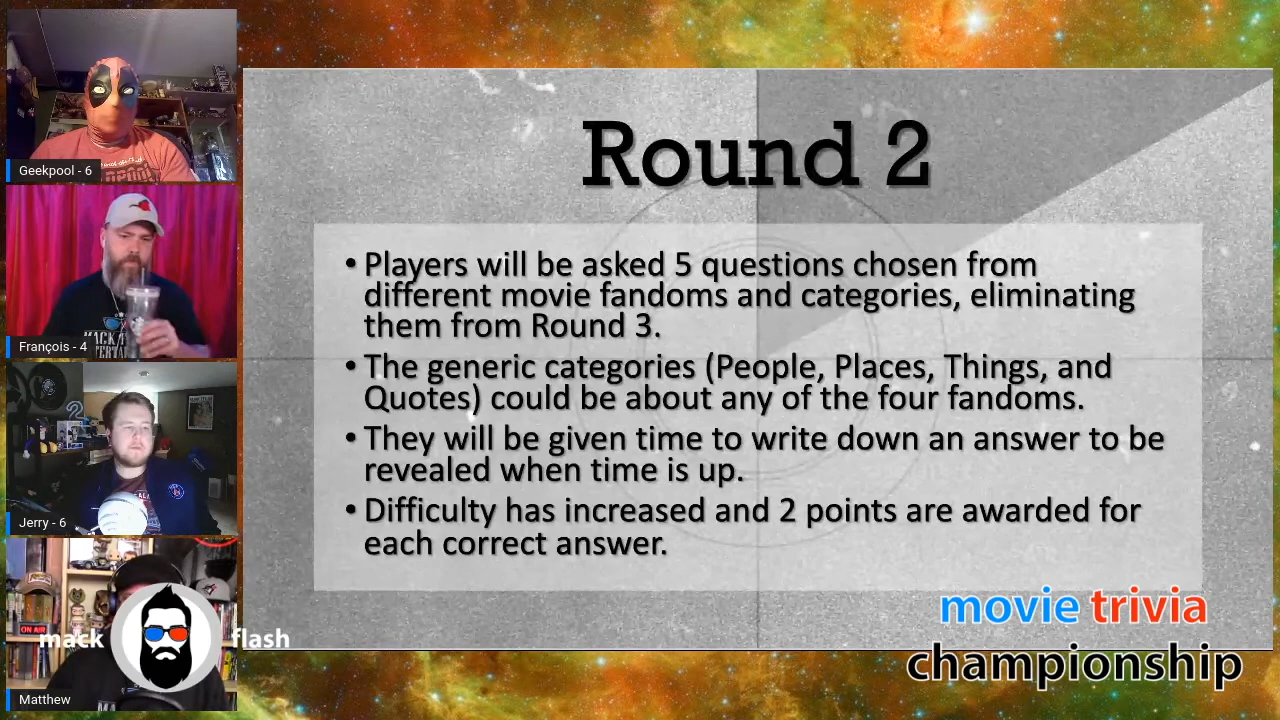 Round 2
• Players will be asked 5 questions chosen from
different movie fandoms and categories, eliminating
them from Round 3.
• The generic categories (People, Places, Things, and
Quotes) could be about any of the four fandoms.
• They will be given time to write down an answer to be
revealed when time is up.
• Difficulty has increased and 2 points are awarded for
each correct answer.
Geekpool - 6
François - 4
Jerry - 6
ON AIR
mack flash
Matthew
movie trivia
championship